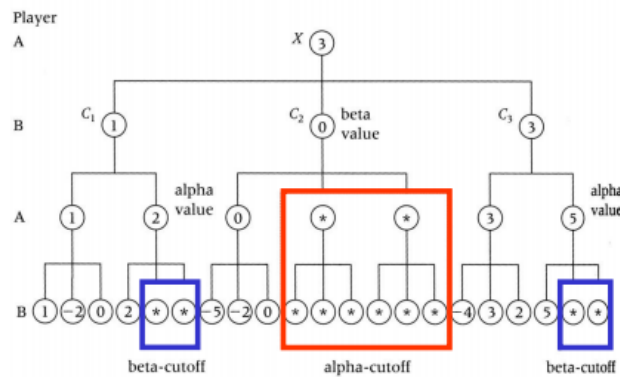 Player
A X 3
B C₁ 1 C₂ 0 beta value C₃ 3
A 1 2 alpha value 0 * * 3 5 alpha value
B 1 −2 0 2 * * −5 −2 0 * * * * * * −4 3 2 5 * *
beta-cutoff alpha-cutoff beta-cutoff